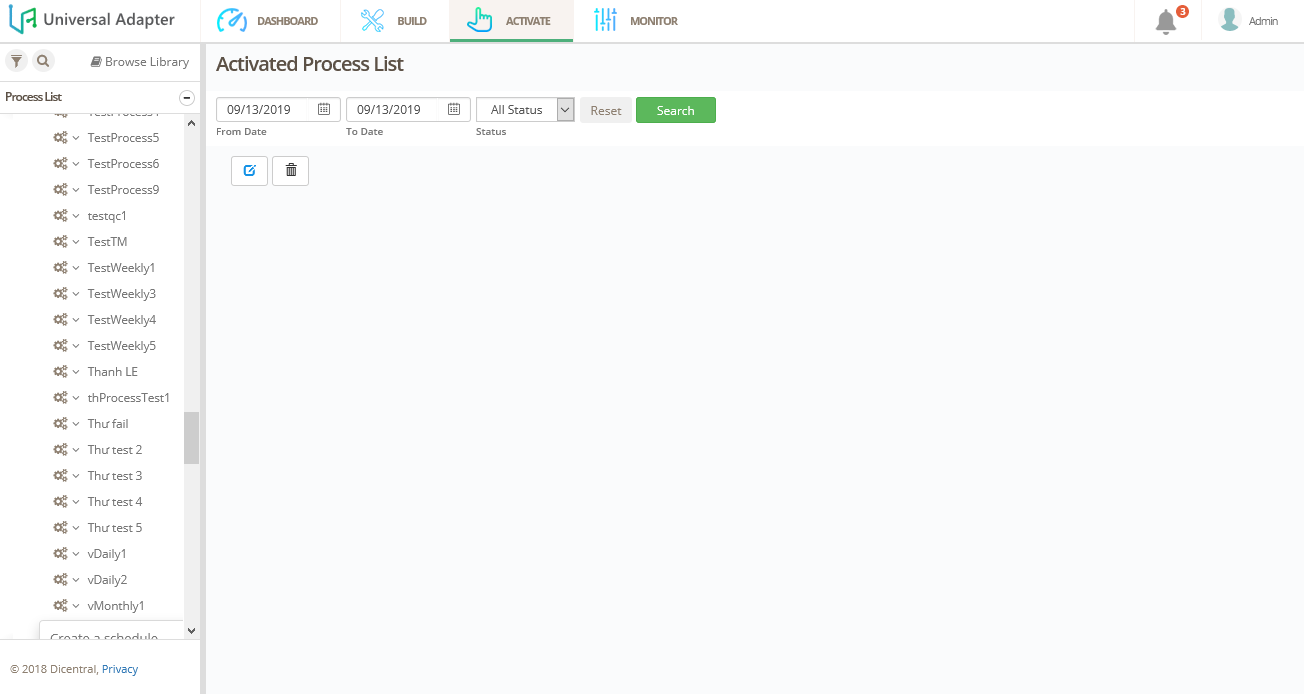 Universal Adapter
DASHBOARD
BUILD
ACTIVATE
MONITOR
3
Admin
Browse Library
Process List
TestProcess5
TestProcess6
TestProcess9
testqc1
TestTM
TestWeekly1
TestWeekly3
TestWeekly4
TestWeekly5
Thanh LE
thProcessTest1
Thư fail
Thư test 2
Thư test 3
Thư test 4
Thư test 5
vDaily1
vDaily2
vMonthly1
Create a schedule
© 2018 Dicentral, Privacy
Activated Process List
09/13/2019 09/13/2019 All Status Reset Search
From Date To Date Status